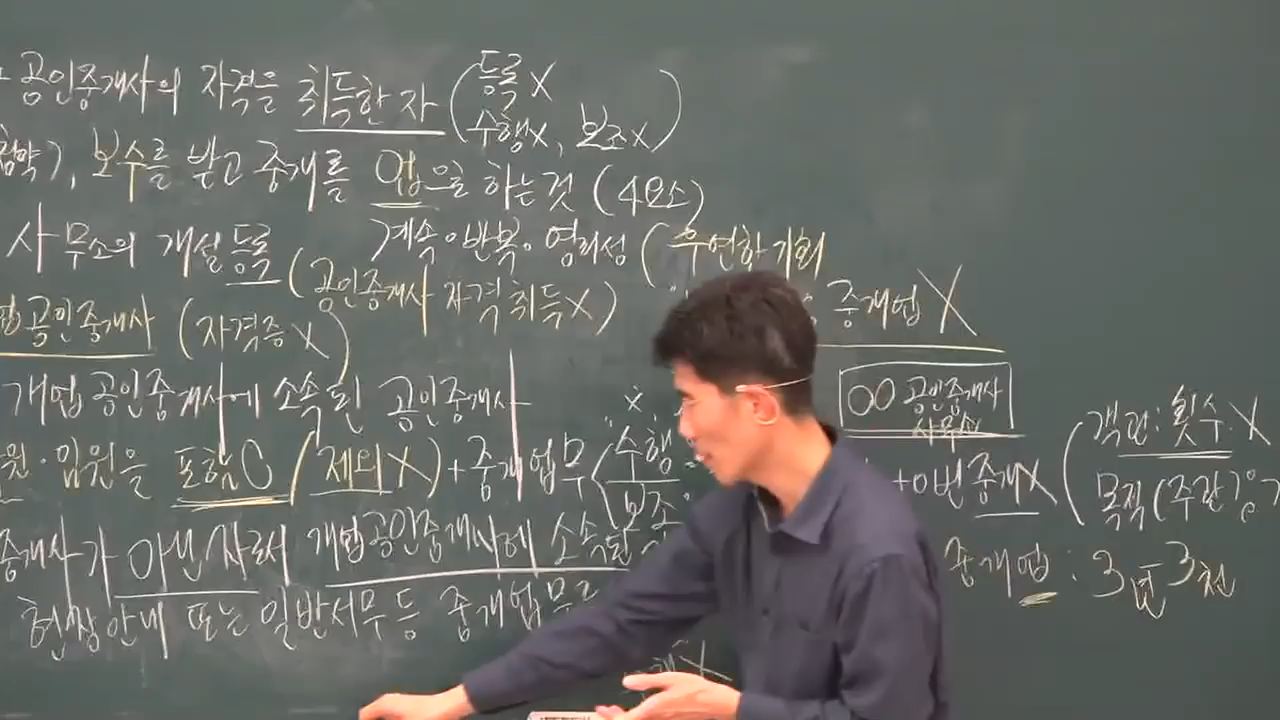 공인중개사의 자격을 취득한 자 (등록X
수행X, 보조X)
보수를 받고 중개를 업으로 하는것 (4요소)
계속·반복·영리성 (우연한 기회
사무소의 개설등록 (공인중개사 자격 취득X)
: 중개업X
공인중개사 (자격증X)
개업공인중개사에 소속된 공인중개사
○○ 공인중개사
사무소
원·임원을 포함○ (제외X) + 중개업무 (수행
보조
+0번 중개X (객관: 횟수X
목적(주관)
중개사가 아닌 자로서 개업공인중개사에 소속된
중개업 : 3년 3천
현장안내 또는 일반서무 등 중개업무